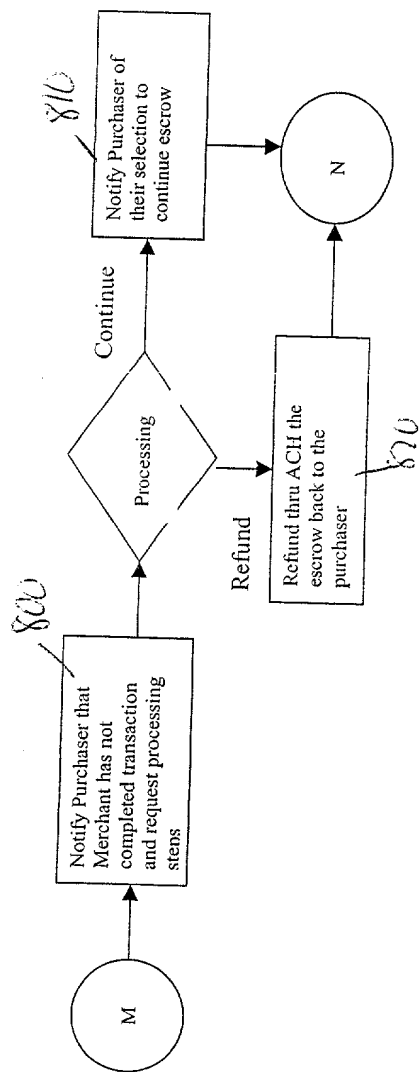 M
800
Notify Purchaser that
Merchant has not
completed transaction
and request processing
steps
Processing
Continue
810
Notify Purchaser of
their selection to
continue escrow
Refund
Refund thru ACH the
escrow back to the
purchaser
820
N